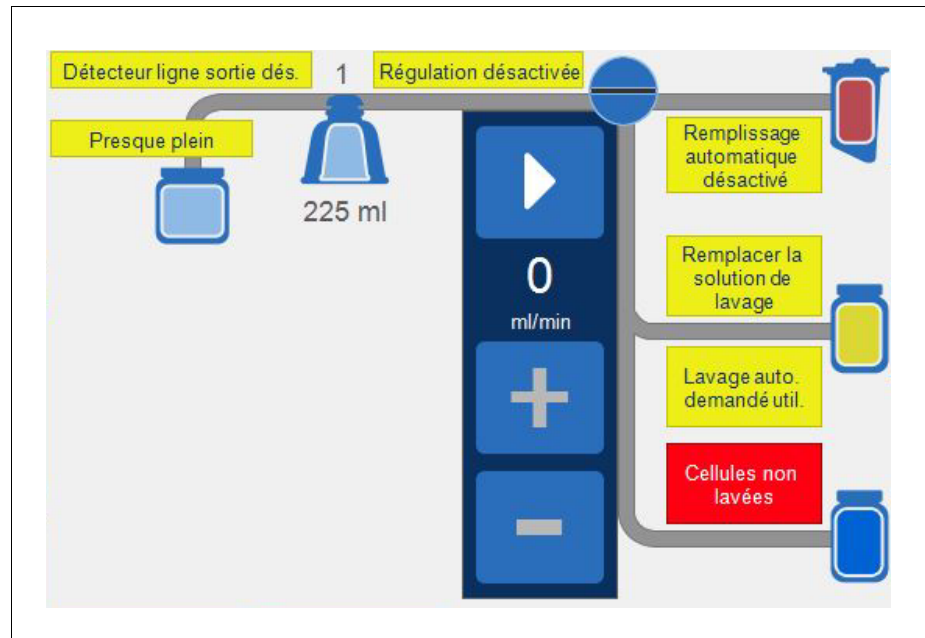 Détecteur ligne sortie dés.
1
Régulation désactivée
Presque plein
225 ml
Remplissage
automatique
désactivé
0
ml/min
Remplacer la
solution de
lavage
Lavage auto.
demandé util.
Cellules non
lavées